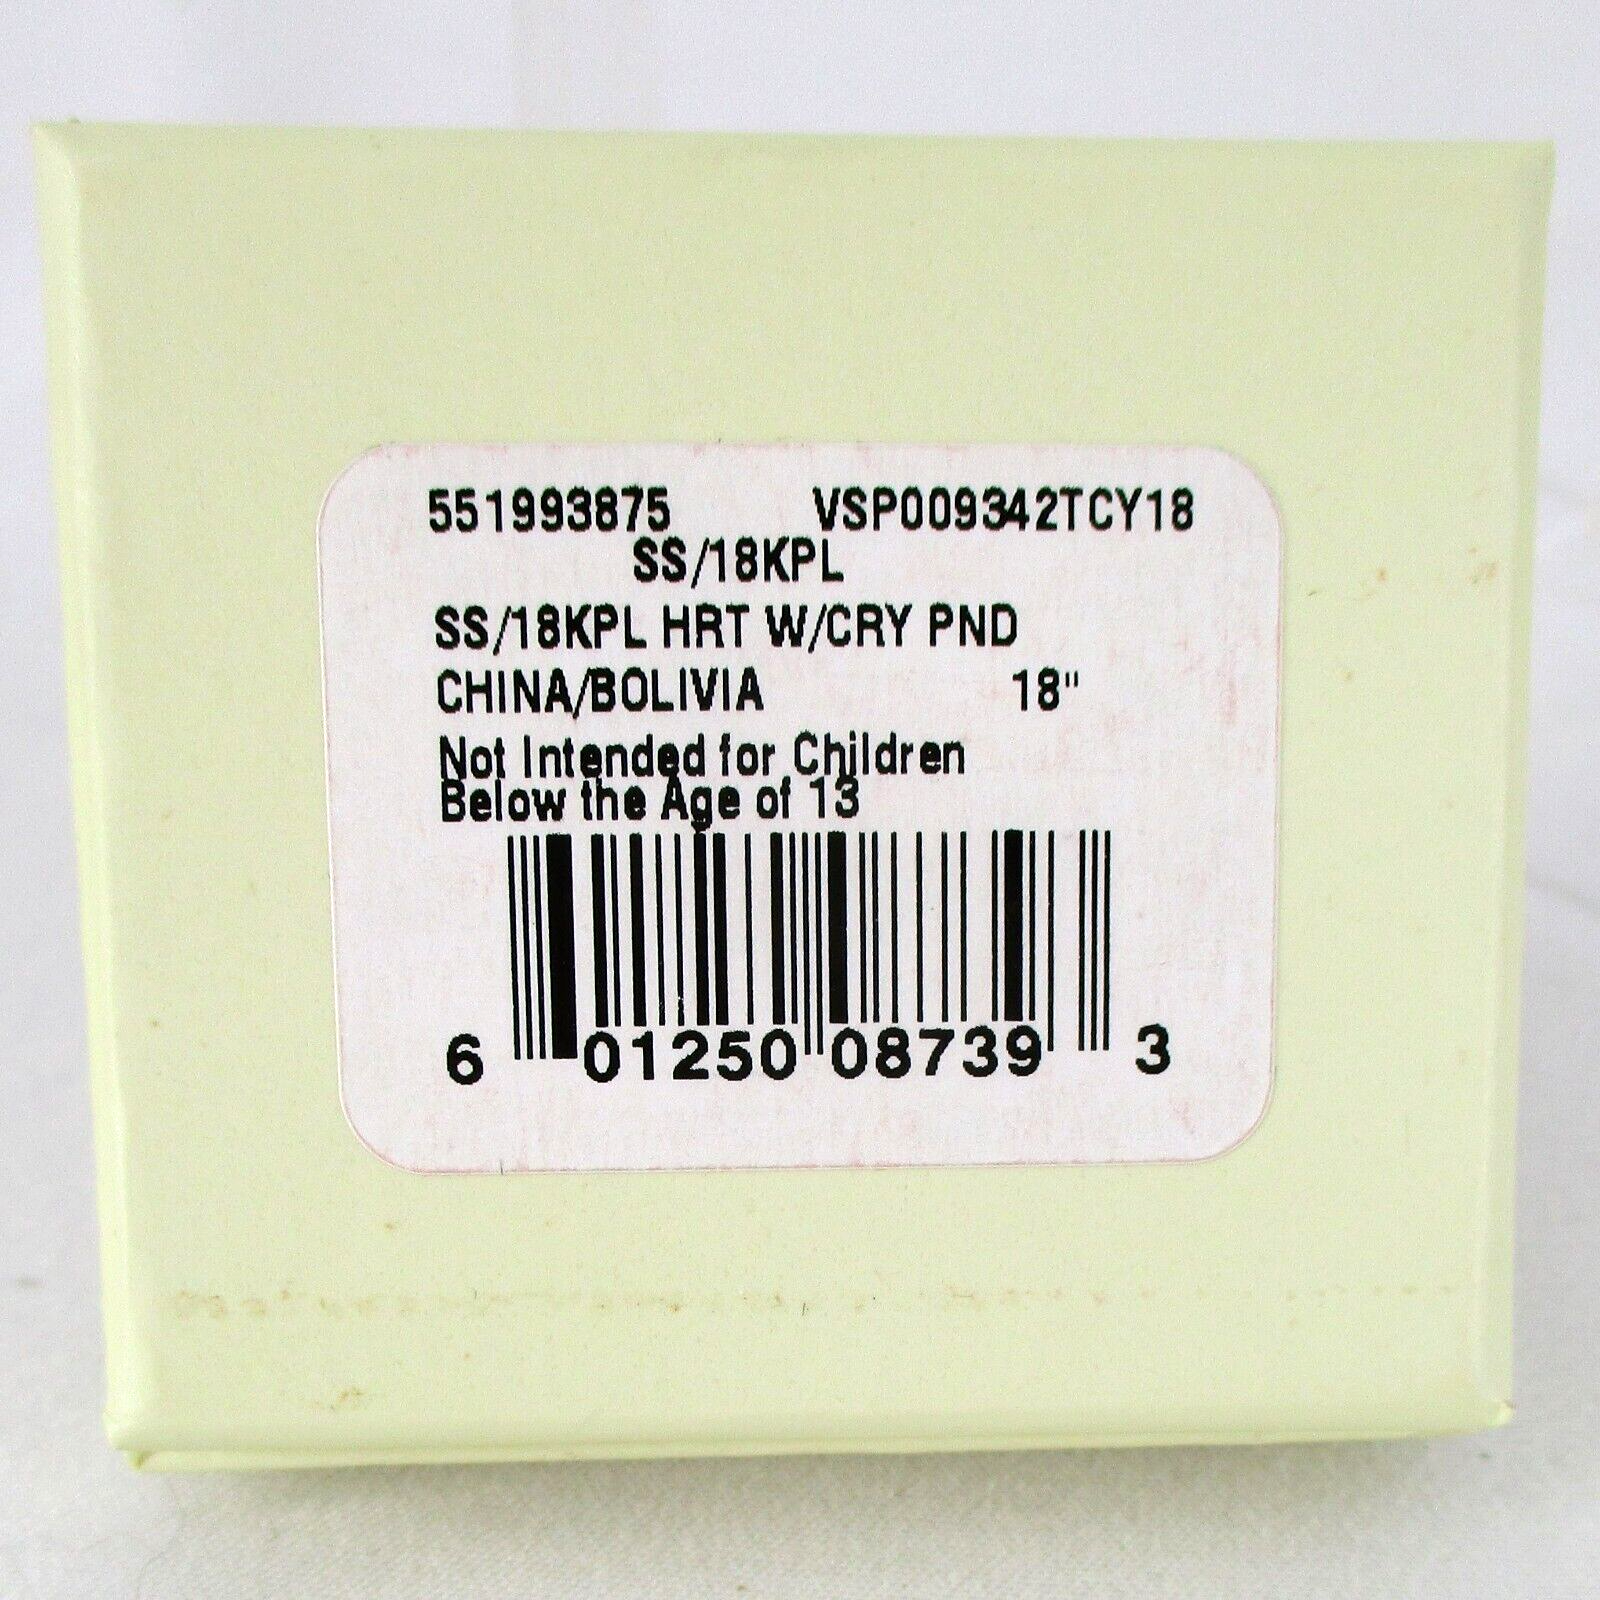 551993875 VSP009342TCY18
SS/18KPL
SS/18KPL HRT W/CRY PND
CHINA/BOLIVIA 18"
Not Intended for Children
Below the Age of 13
6 01250 08739 3